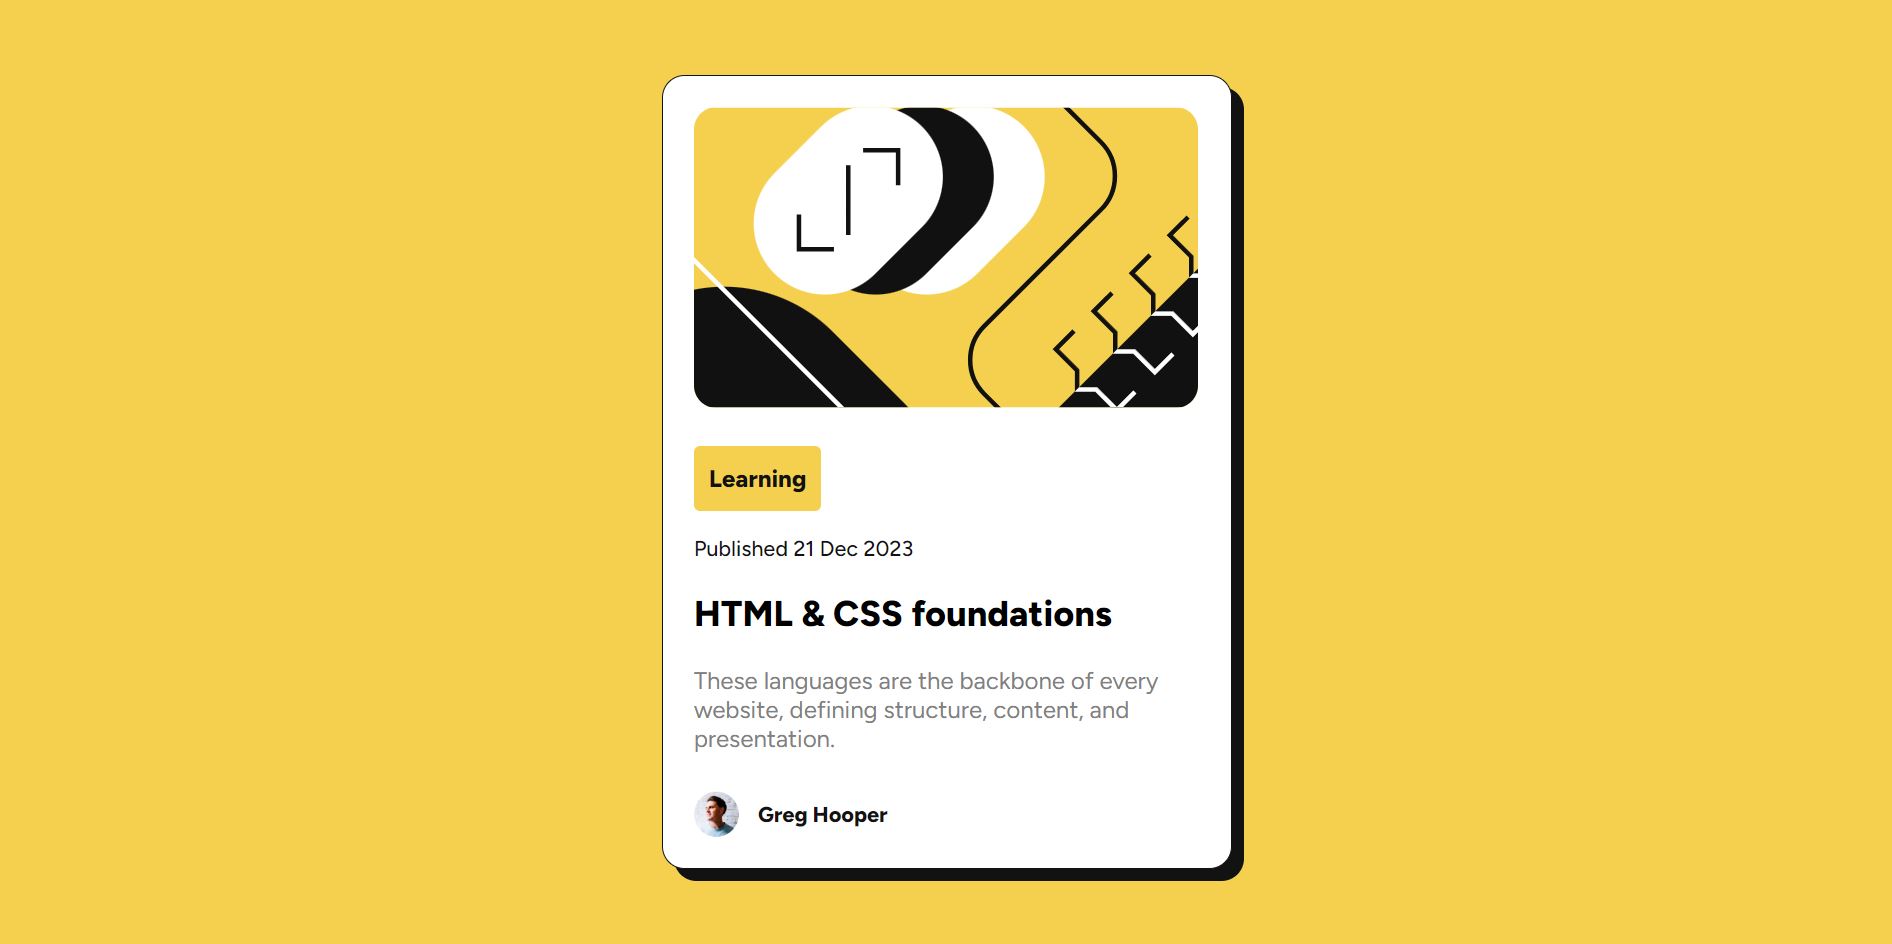 Learning
Published 21 Dec 2023
HTML & CSS foundations
These languages are the backbone of every
website, defining structure, content, and
presentation.
Greg Hooper